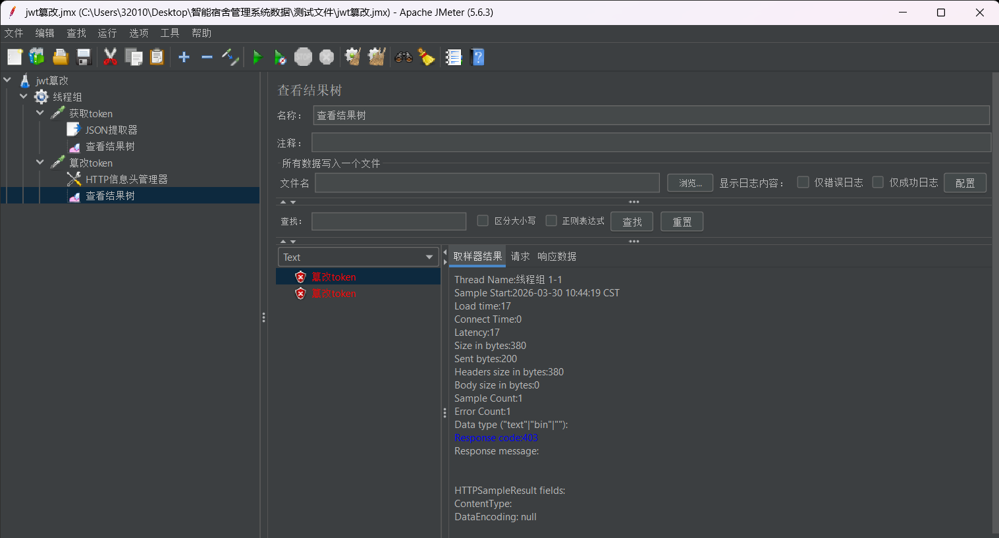 jwt篡改.jmx (C:\Users\32010\Desktop\智能宿舍管理系统数据\测试文件\jwt篡改.jmx) - Apache JMeter (5.6.3)
文件 编辑 查找 运行 选项 工具 帮助
STOP
jwt篡改
线程组
获取token
JSON提取器
查看结果树
篡改token
HTTP信息头管理器
查看结果树
查看结果树
名称： 查看结果树
注释：
所有数据写入一个文件
文件名 浏览... 显示日志内容： 仅错误日志 仅成功日志 配置
查找： 区分大小写 正则表达式 查找 重置
Text
篡改token
篡改token
取样器结果 请求 响应数据
Thread Name:线程组 1-1
Sample Start:2026-03-30 10:44:19 CST
Load time:17
Connect Time:0
Latency:17
Size in bytes:380
Sent bytes:200
Headers size in bytes:380
Body size in bytes:0
Sample Count:1
Error Count:1
Data type ("text"|"bin"|""):
Response code:403
Response message:
HTTPSampleResult fields:
ContentType:
DataEncoding: null